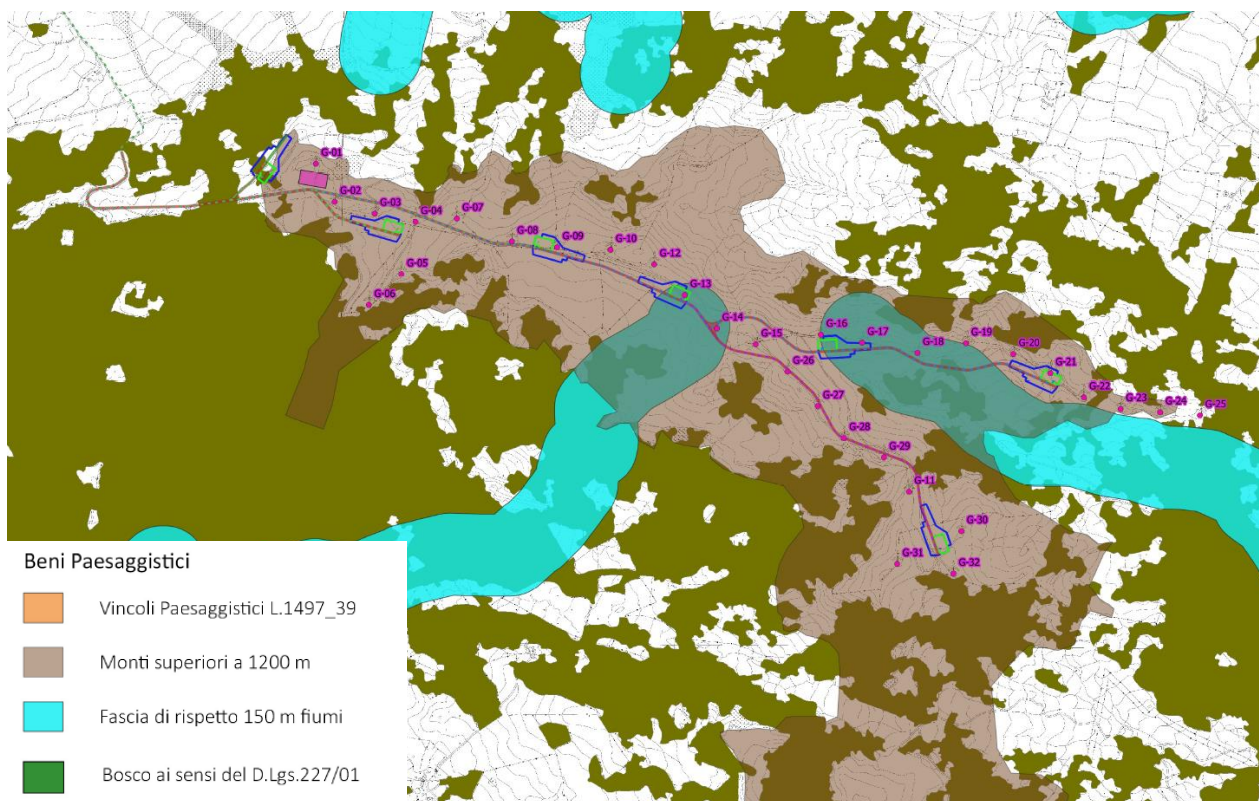 G-01
G-02
G-03
G-04
G-07
G-08
G-09
G-10
G-12
G-05
G-06
G-13
G-14
G-15
G-16
G-17
G-18
G-19
G-20
G-21
G-22
G-23
G-24
G-25
G-26
G-27
G-28
G-29
G-11
G-30
G-31
G-32
Beni Paesaggistici
Vincoli Paesaggistici L.1497_39
Monti superiori a 1200 m
Fascia di rispetto 150 m fiumi
Bosco ai sensi del D.Lgs.227/01